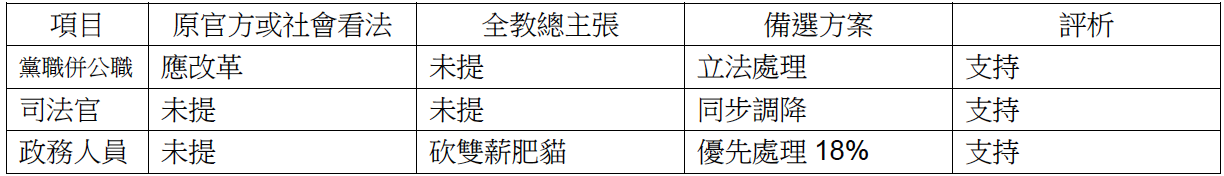 項目 原官方或社會看法 全教總主張 備選方案 評析
黨職併公職 應改革 未提 立法處理 支持
司法官 未提 未提 同步調降 支持
政務人員 未提 砍雙薪肥貓 優先處理 18% 支持